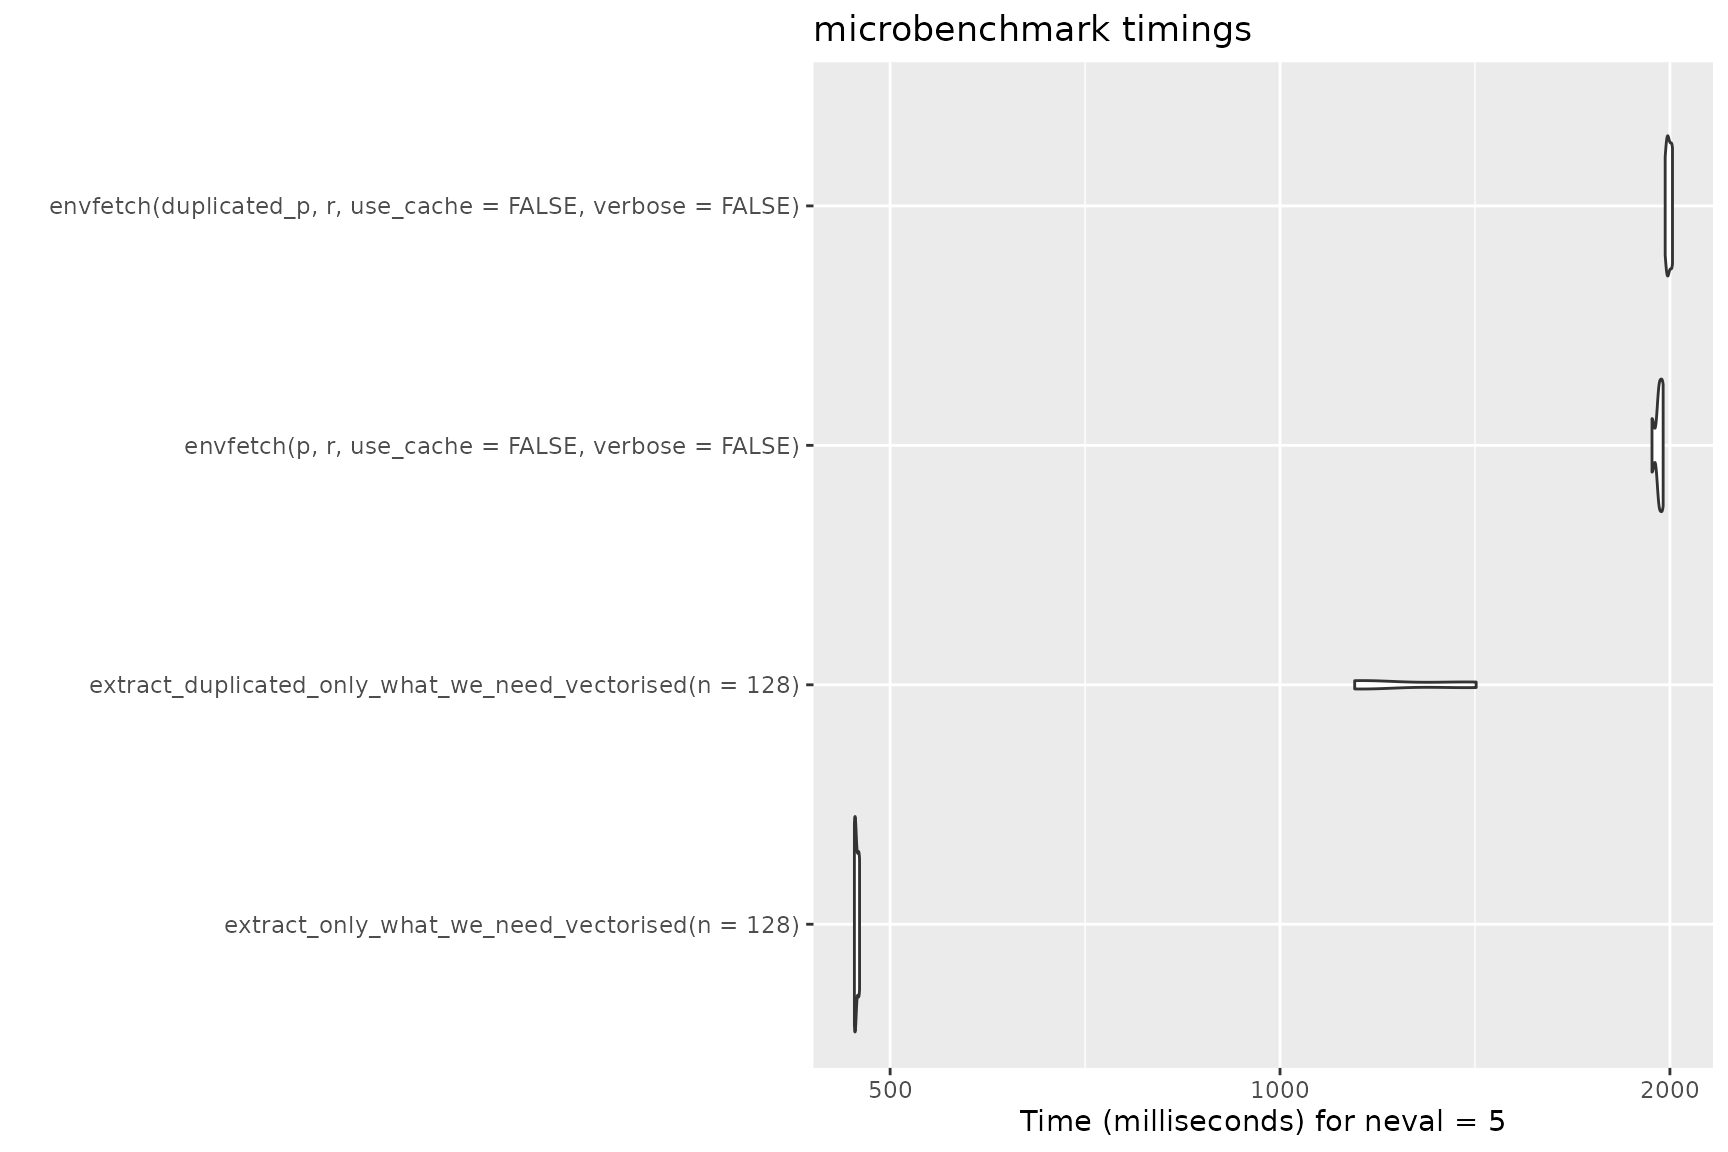 microbenchmark timings
envfetch(duplicated_p, r, use_cache = FALSE, verbose = FALSE)
envfetch(p, r, use_cache = FALSE, verbose = FALSE)
extract_duplicated_only_what_we_need_vectorised(n = 128)
extract_only_what_we_need_vectorised(n = 128)
500 1000 2000
Time (milliseconds) for neval = 5